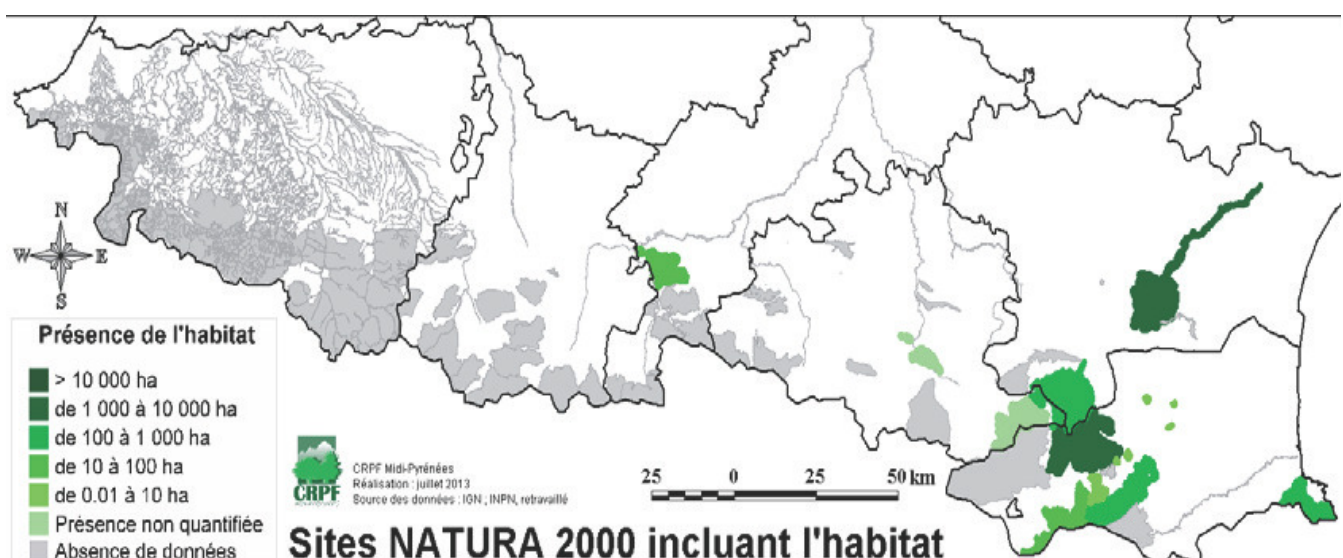 N
W E
S
Présence de l'habitat
> 10 000 ha
de 1 000 à 10 000 ha
de 100 à 1 000 ha
de 10 à 100 ha
de 0.01 à 10 ha
Présence non quantifiée
Absence de données
CRPF
CRPF Midi-Pyrénées
Réalisation : juillet 2013
Source des données : IGN ; INPN, retravaillé
25 0 25 50 km
Sites NATURA 2000 incluant l'habitat